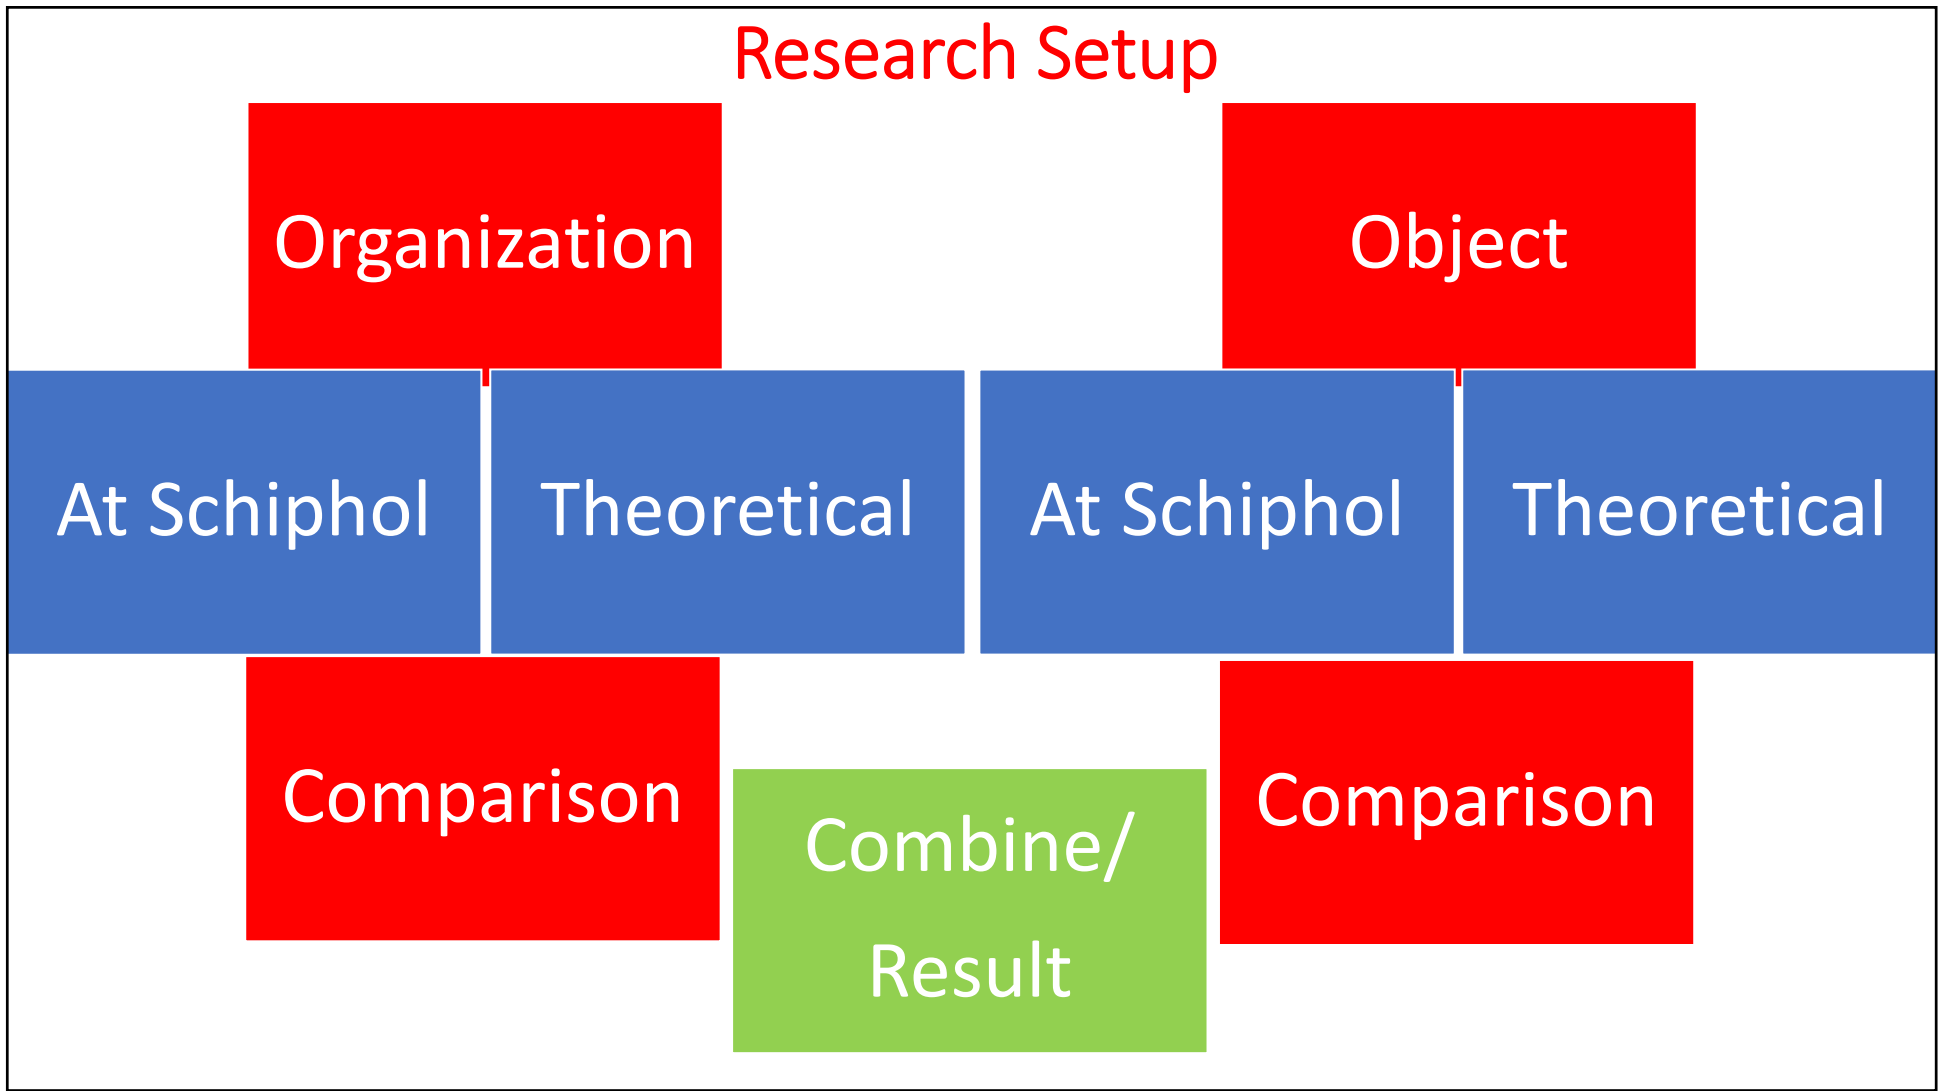 Research Setup
Organization
Object
At Schiphol
Theoretical
At Schiphol
Theoretical
Comparison
Comparison
Combine/
Result